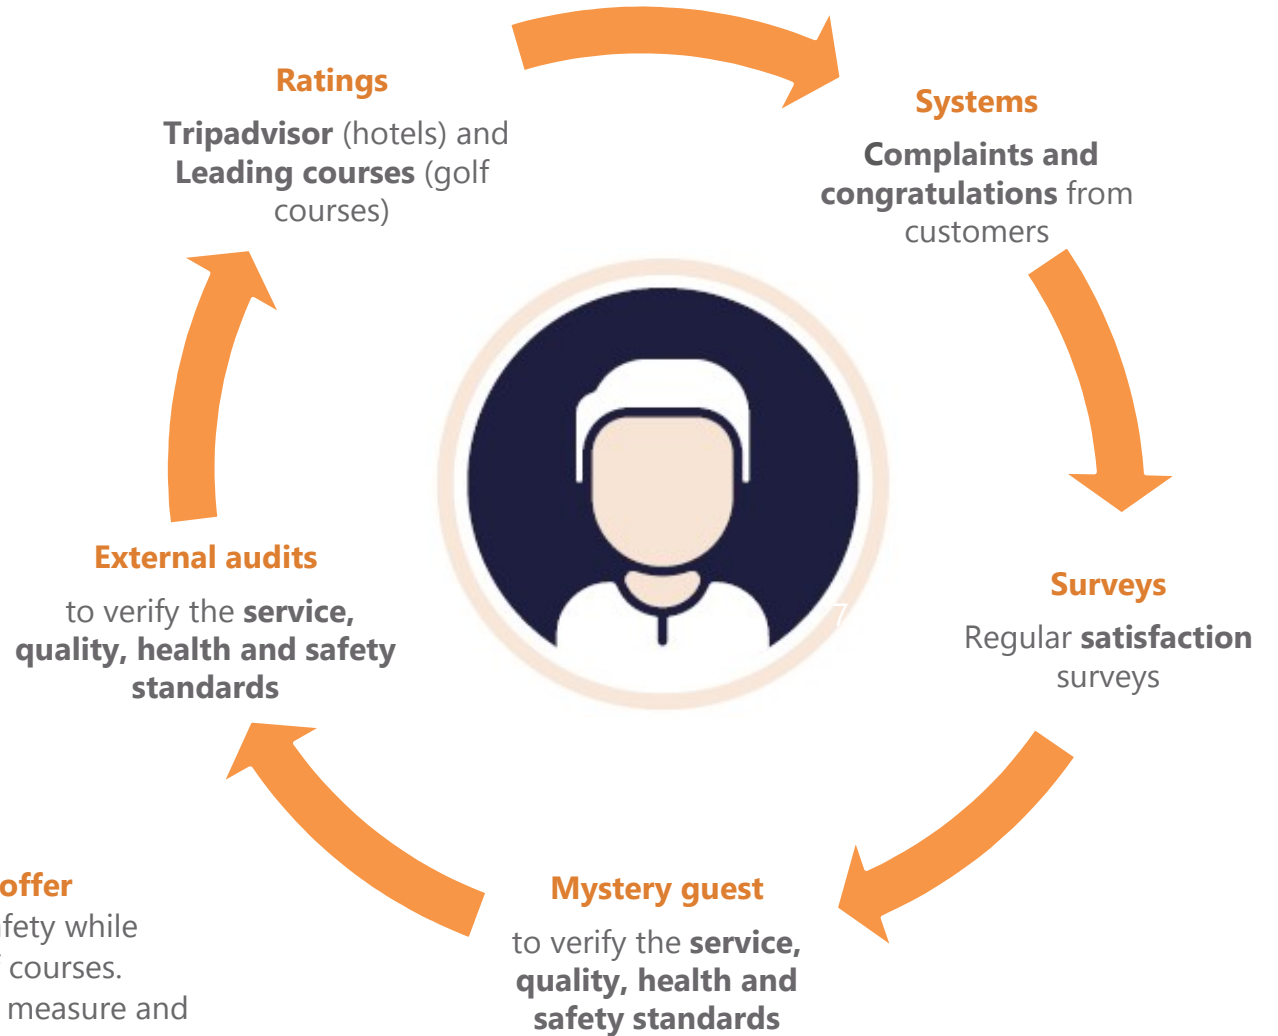 Ratings
Tripadvisor (hotels) and
Leading courses (golf
courses)
Systems
Complaints and
congratulations from
customers
Surveys
Regular satisfaction
surveys
7
Mystery guest
to verify the service,
quality, health and
safety standards
External audits
to verify the service,
quality, health and safety
standards
offer
while
courses.
measure and